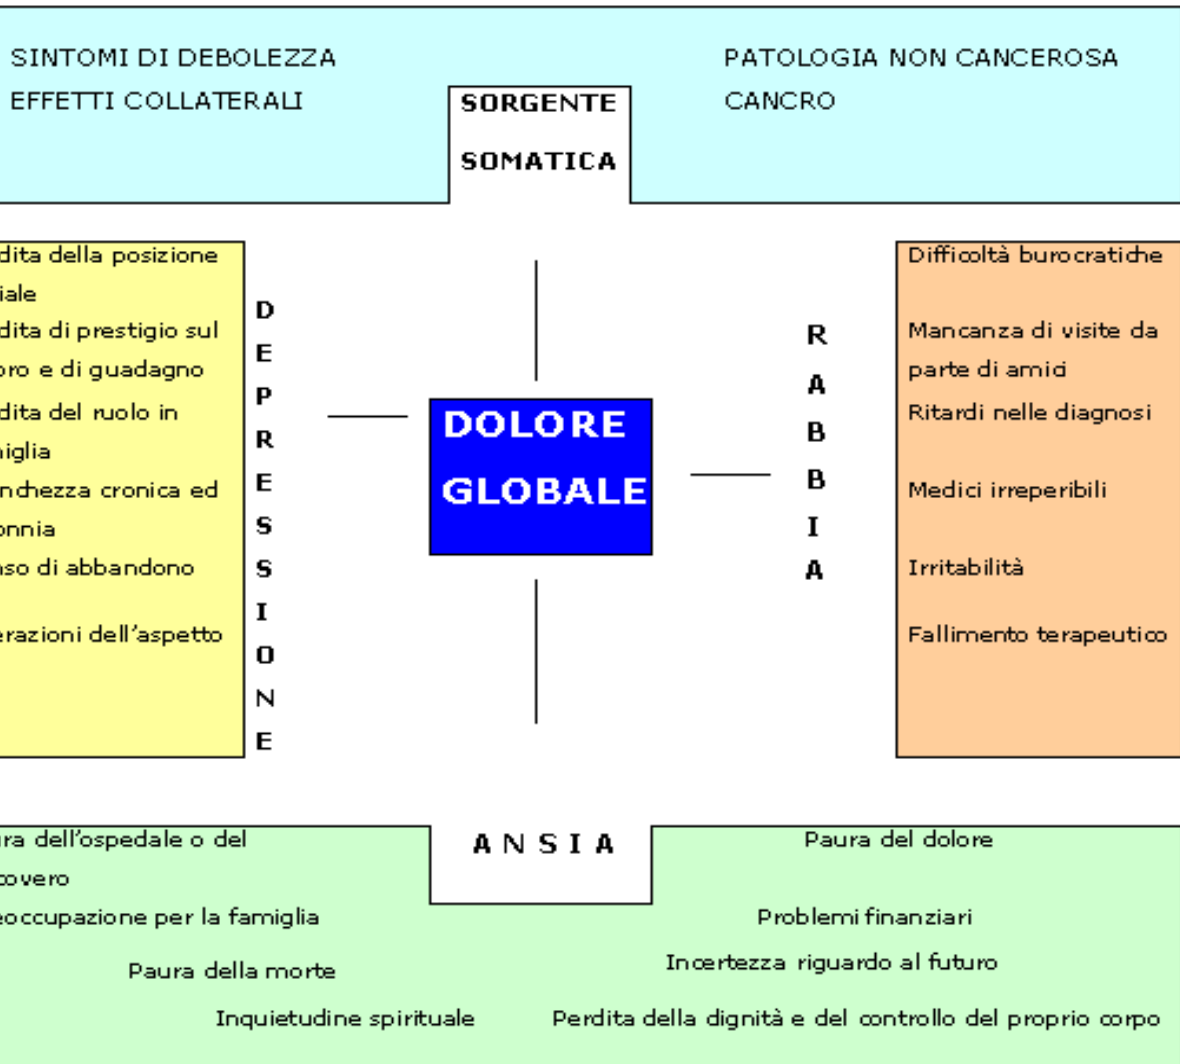 SINTOMI DI DEBOLEZZA
EFFETTI COLLATERALI
PATOLOGIA NON CANCEROSA
CANCRO
SORGENTE
SOMATICA
dita della posizione
iale
dita di prestigio sul
oro e di guadagno
dita del ruolo in
niglia
nchezza cronica ed
onnia
nso di abbandono
erazioni dell'aspetto
DEPRESSIONE
DOLORE
GLOBALE
RABBIA
Difficoltà burocratiche
Mancanza di visite da
parte di amici
Ritardi nelle diagnosi
Medici irreperibili
Irritabilità
Fallimento terapeutico
ANSIA
ra dell'ospedale o del
covero
eoccupazione per la famiglia
Paura della morte
Inquietudine spirituale
Paura del dolore
Problemi finanziari
Incertezza riguardo al futuro
Perdita della dignità e del controllo del proprio corpo